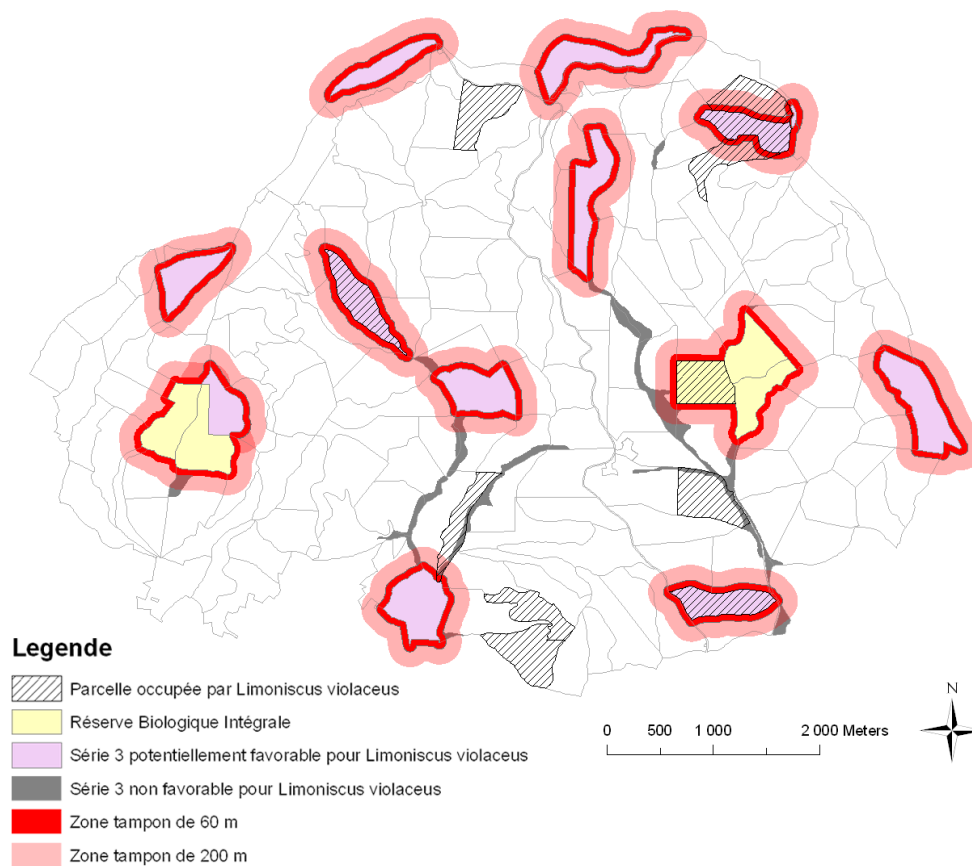 Legende
Parcelle occupée par Limoniscus violaceus
Réserve Biologique Intégrale
Série 3 potentiellement favorable pour Limoniscus violaceus
Série 3 non favorable pour Limoniscus violaceus
Zone tampon de 60 m
Zone tampon de 200 m
0 500 1 000 2 000 Meters
N